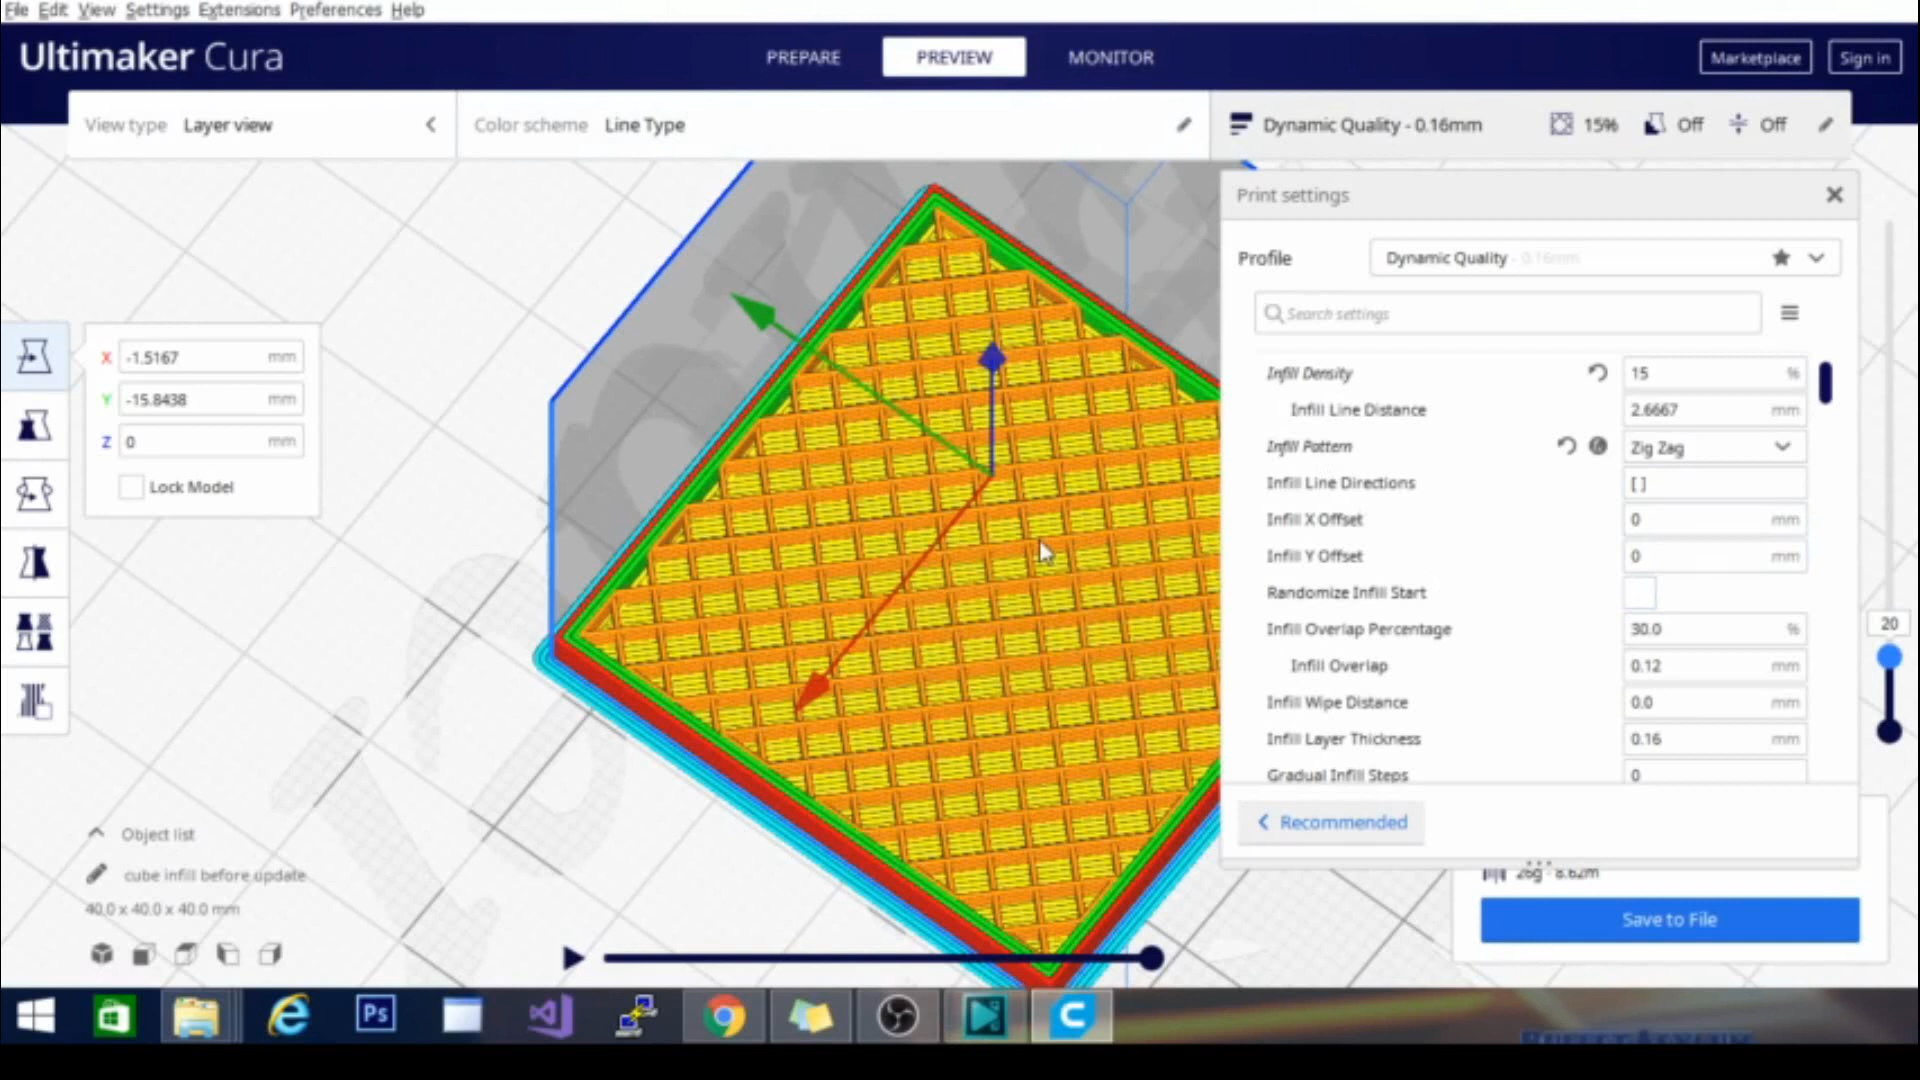 File Edit View Settings Extensions Preferences Help
Ultimaker Cura
PREPARE
PREVIEW
MONITOR
Marketplace
Sign in
View type Layer view
Color scheme Line Type
Dynamic Quality - 0.16mm
15%
Off
Off
Print settings
Profile
Dynamic Quality - 0.16mm
Search settings
X -1.5167 mm
Y -15.8438 mm
Z 0 mm
Lock Model
Infill Density 15 %
Infill Line Distance 2.6667 mm
Infill Pattern Zig Zag
Infill Line Directions [ ]
Infill X Offset 0 mm
Infill Y Offset 0 mm
Randomize Infill Start
Infill Overlap Percentage 30.0 %
Infill Overlap 0.12 mm
Infill Wipe Distance 0.0 mm
Infill Layer Thickness 0.16 mm
Gradual Infill Steps 0
20
Recommended
26g · 8.62m
Save to File
Object list
cube infill before update
40.0 x 40.0 x 40.0 mm
Ps